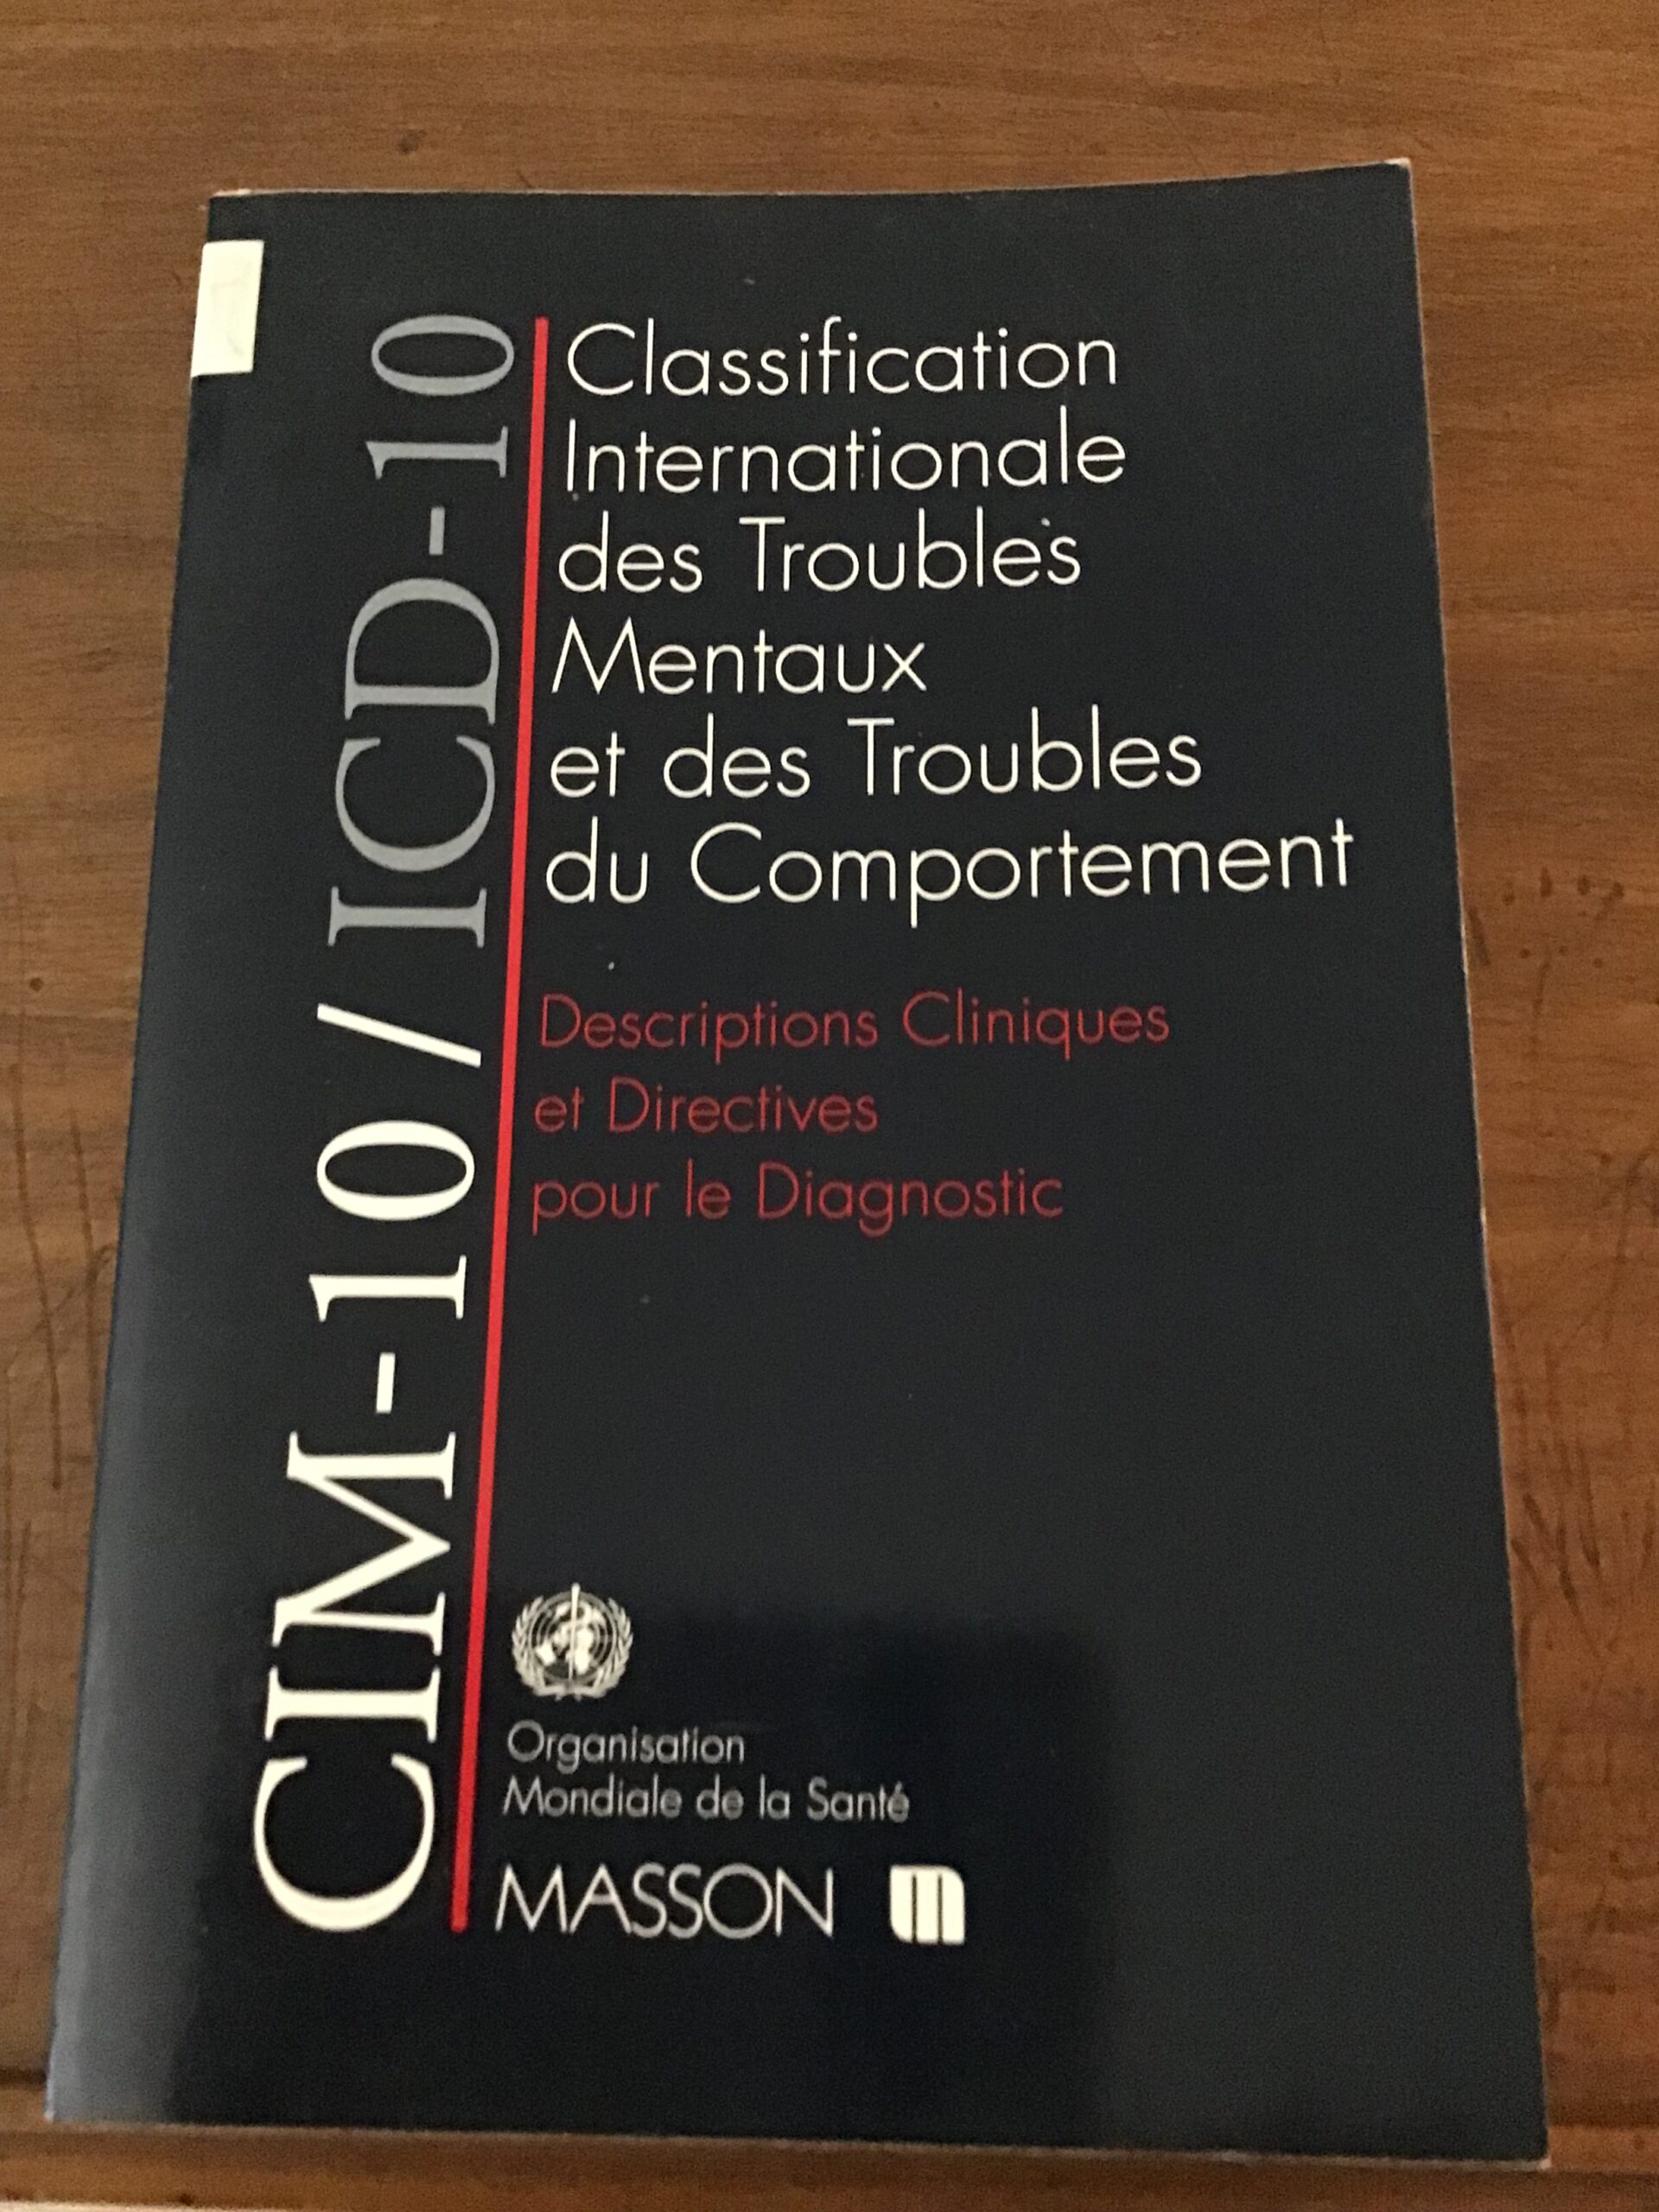 CIM-10 / ICD-10
Classification
Internationale
des Troubles
Mentaux
et des Troubles
du Comportement
Descriptions Cliniques
et Directives
pour le Diagnostic
Organisation
Mondiale de la Santé
MASSON